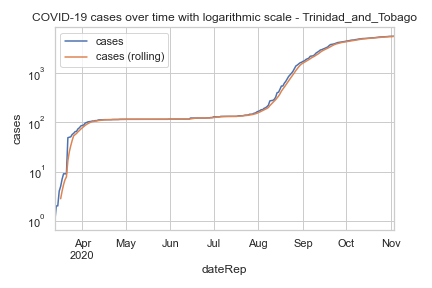 COVID-19 cases over time with logarithmic scale - Trinidad_and_Tobago
cases
cases (rolling)
10³
10²
10¹
10⁰
cases
Apr May Jun Jul Aug Sep Oct Nov
2020
dateRep